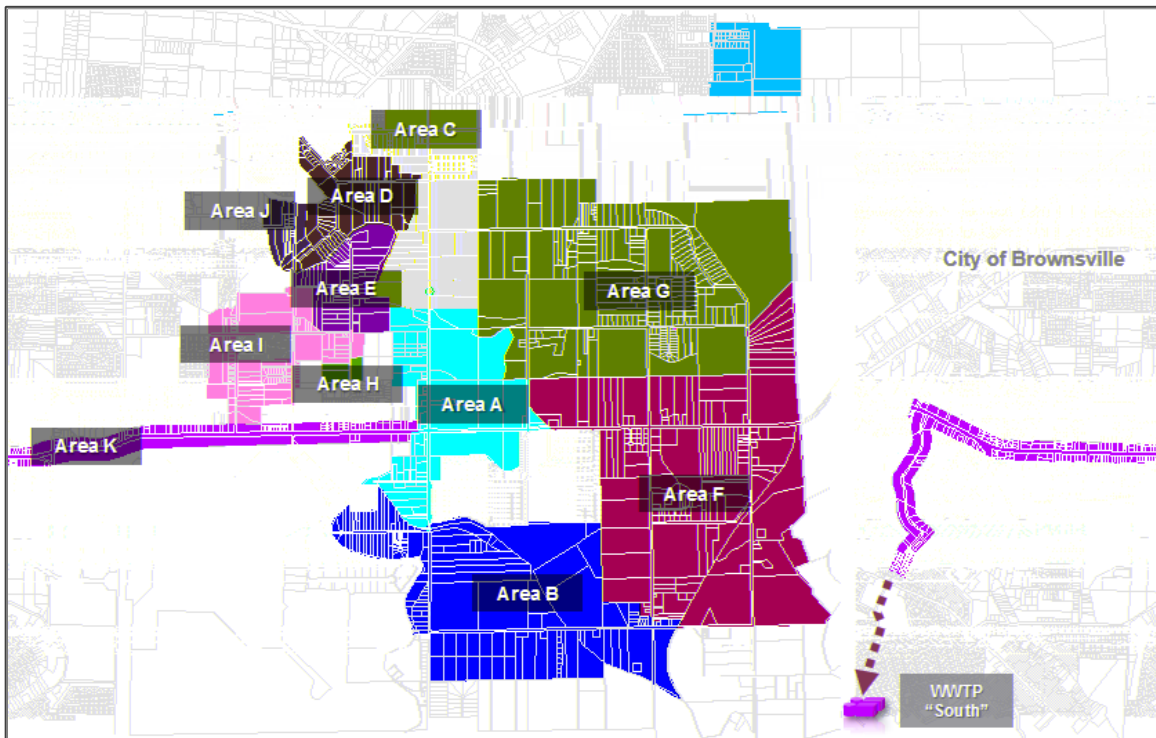 Area C
Area D
Area J
City of Brownsville
Area E
Area G
Area I
Area H
Area A
Area K
Area F
Area B
WWTP
“South”